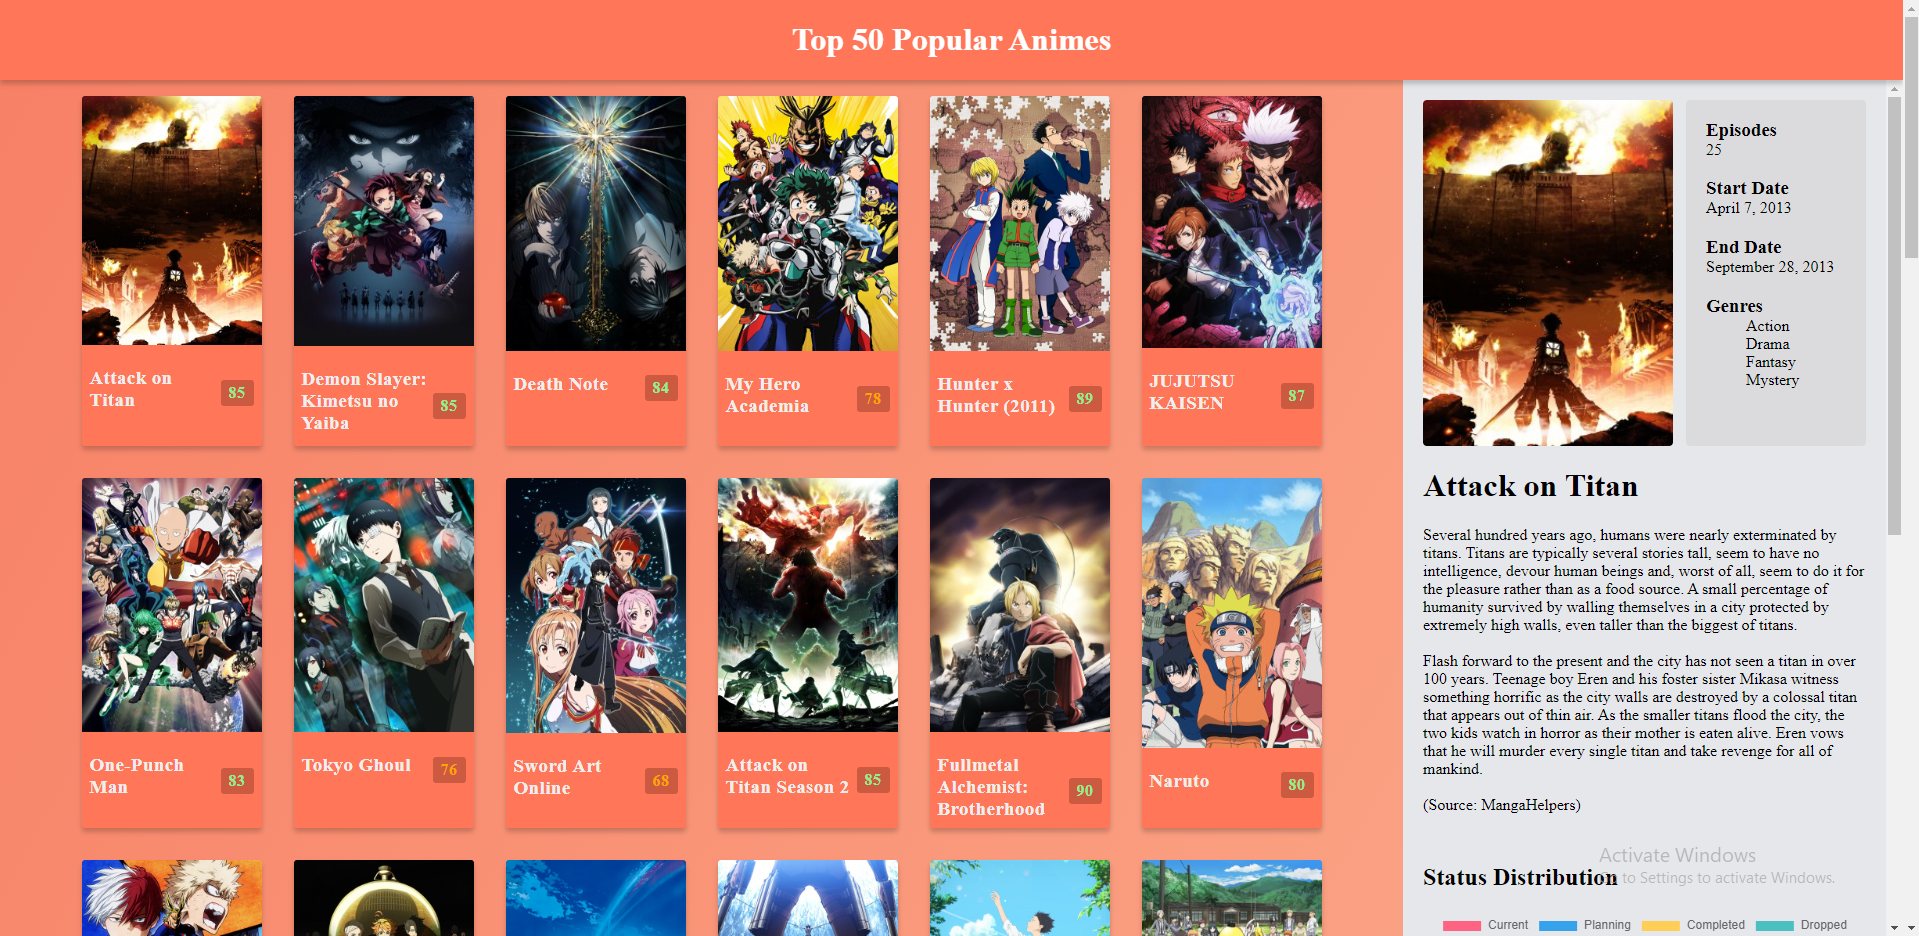 Top 50 Popular Animes
Attack on
Titan
85
Demon Slayer:
Kimetsu no
Yaiba
85
Death Note
84
My Hero
Academia
78
Hunter x
Hunter (2011)
89
JUJUTSU
KAISEN
87
One-Punch
Man
83
Tokyo Ghoul
76
Sword Art
Online
68
Attack on
Titan Season 2
85
Fullmetal
Alchemist:
Brotherhood
90
Naruto
80
Episodes
25
Start Date
April 7, 2013
End Date
September 28, 2013
Genres
Action
Drama
Fantasy
Mystery
Attack on Titan
Several hundred years ago, humans were nearly exterminated by
titans. Titans are typically several stories tall, seem to have no
intelligence, devour human beings and, worst of all, seem to do it for
the pleasure rather than as a food source. A small percentage of
humanity survived by walling themselves in a city protected by
extremely high walls, even taller than the biggest of titans.
Flash forward to the present and the city has not seen a titan in over
100 years. Teenage boy Eren and his foster sister Mikasa witness
something horrific as the city walls are destroyed by a colossal titan
that appears out of thin air. As the smaller titans flood the city, the
two kids watch in horror as their mother is eaten alive. Eren vows
that he will murder every single titan and take revenge for all of
mankind.
(Source: MangaHelpers)
Activate Windows
Go to Settings to activate Windows.
Status Distribution
Current
Planning
Completed
Dropped